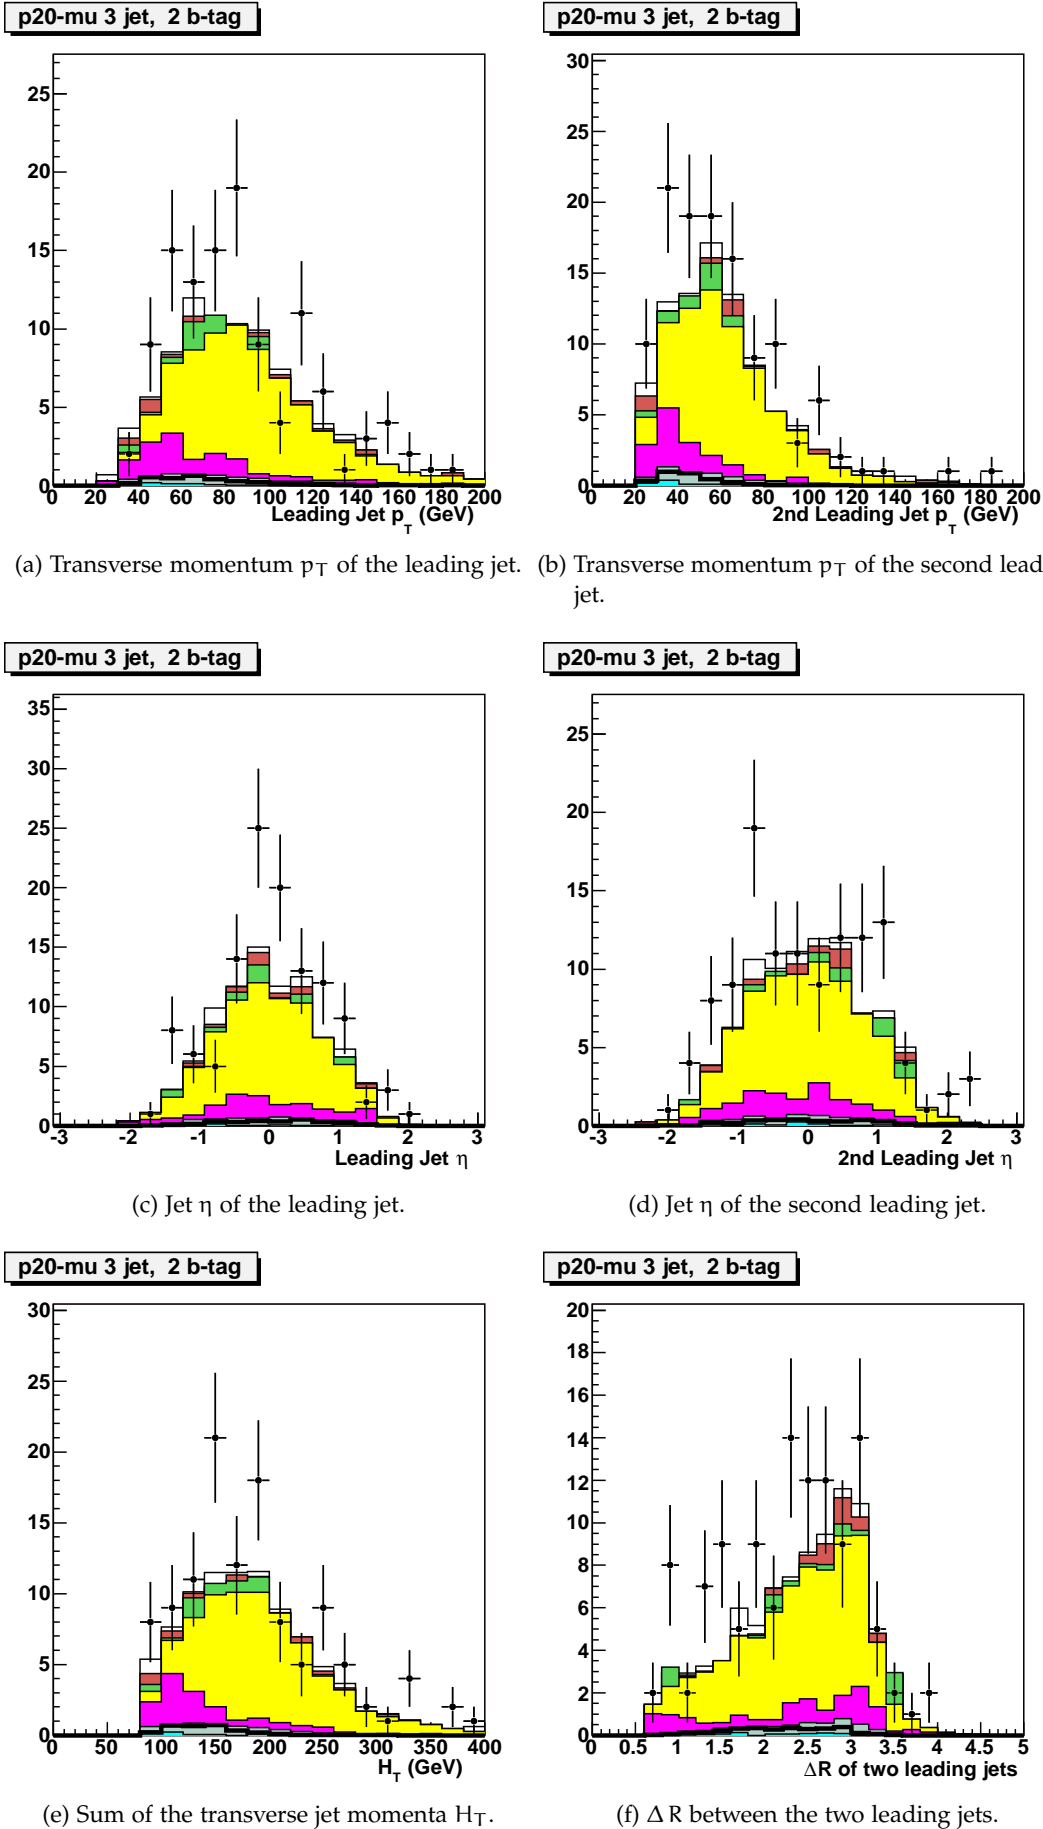 p20-mu 3 jet, 2 b-tag
25
20
15
10
5
0
0 20 40 60 80 100 120 140 160 180 200
Leading Jet pT (GeV)
(a) Transverse momentum pT of the leading jet.
p20-mu 3 jet, 2 b-tag
30
25
20
15
10
5
0
0 20 40 60 80 100 120 140 160 180 200
2nd Leading Jet pT (GeV)
(b) Transverse momentum pT of the second lead
jet.
p20-mu 3 jet, 2 b-tag
35
30
25
20
15
10
5
0
-3 -2 -1 0 1 2 3
Leading Jet η
(c) Jet η of the leading jet.
p20-mu 3 jet, 2 b-tag
25
20
15
10
5
0
-3 -2 -1 0 1 2 3
2nd Leading Jet η
(d) Jet η of the second leading jet.
p20-mu 3 jet, 2 b-tag
30
25
20
15
10
5
0
0 50 100 150 200 250 300 350 400
HT (GeV)
(e) Sum of the transverse jet momenta HT.
p20-mu 3 jet, 2 b-tag
20
18
16
14
12
10
8
6
4
2
0
0 0.5 1 1.5 2 2.5 3 3.5 4 4.5 5
ΔR of two leading jets
(f) ΔR between the two leading jets.